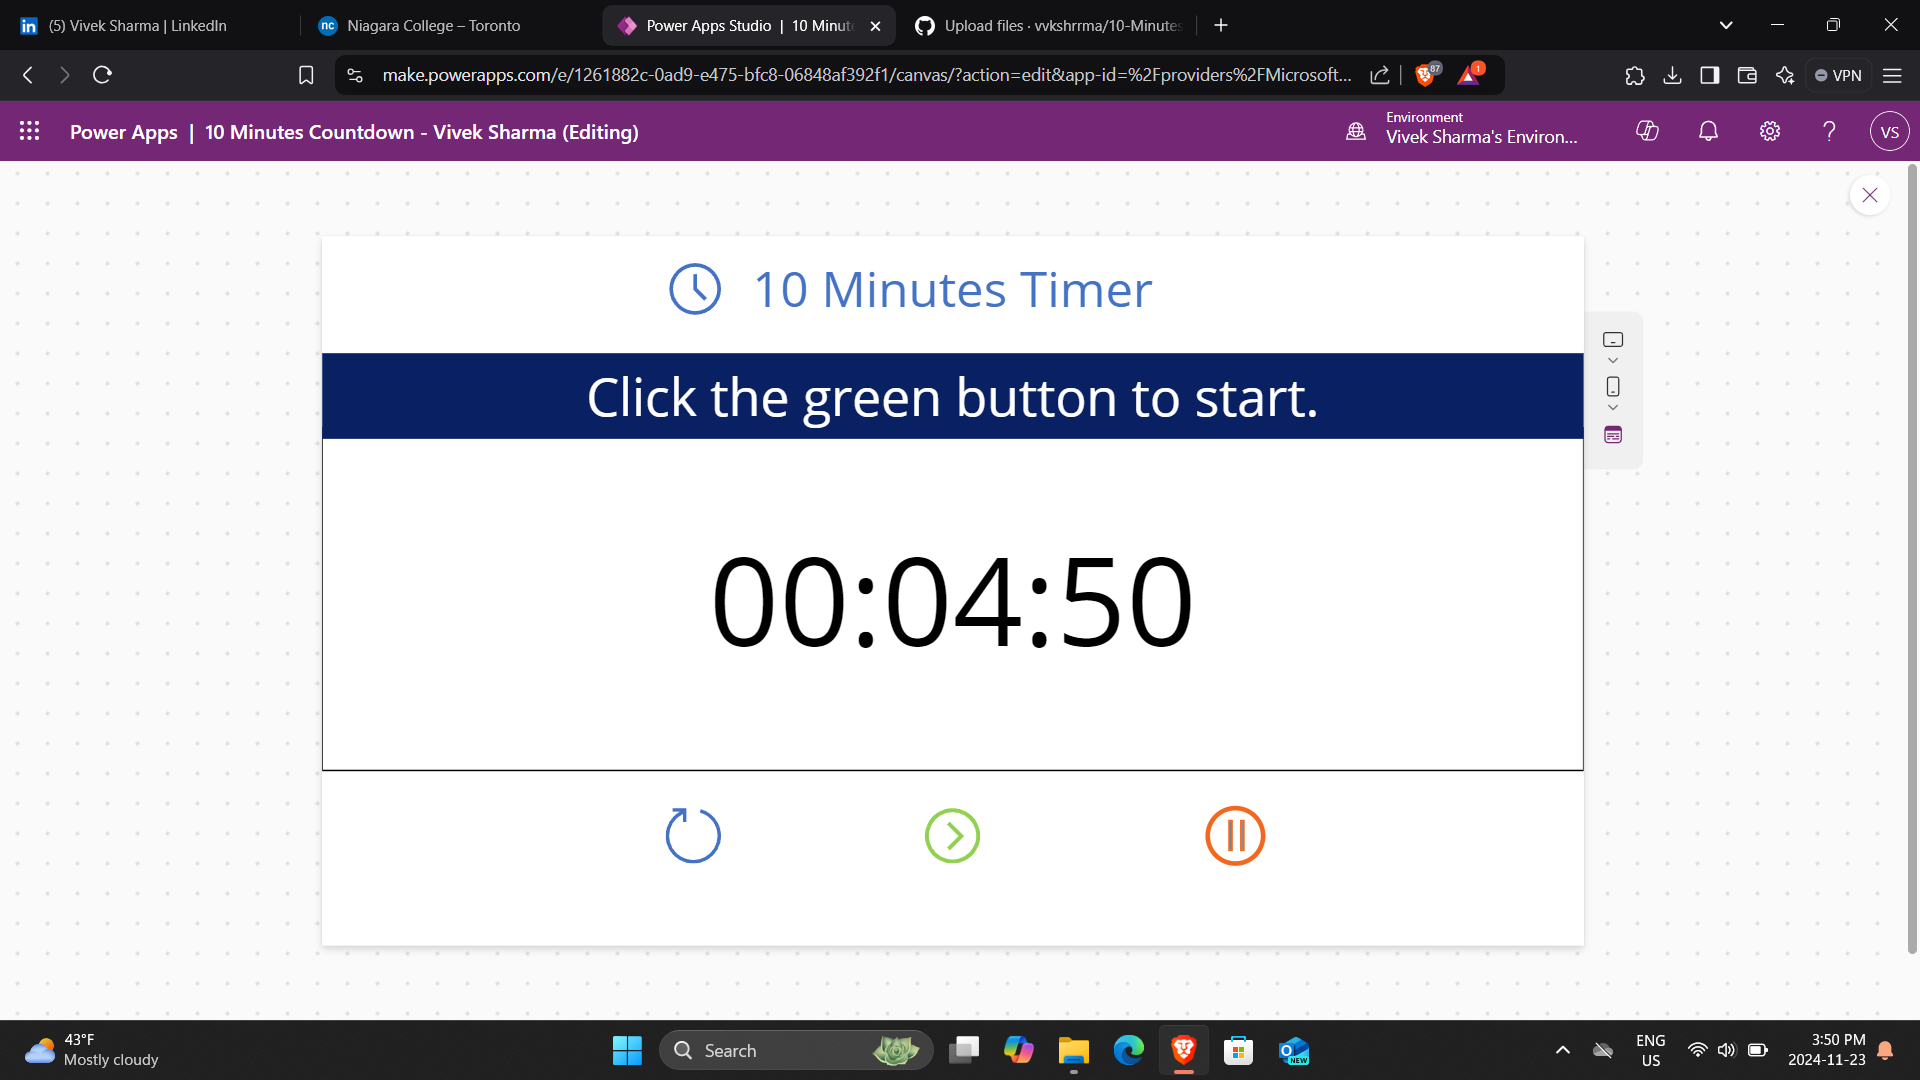 in (5) Vivek Sharma | LinkedIn
nc Niagara College – Toronto
Power Apps Studio | 10 Minut
Upload files · vvkshrrma/10-Minutes
make.powerapps.com/e/1261882c-0ad9-e475-bfc8-06848af392f1/canvas/?action=edit&app-id=%2Fproviders%2FMicrosoft...
87
1
VPN
Power Apps | 10 Minutes Countdown - Vivek Sharma (Editing)
Environment
Vivek Sharma's Environ...
VS
10 Minutes Timer
Click the green button to start.
00:04:50
43°F
Mostly cloudy
Search
NEW
ENG
US
3:50 PM
2024-11-23